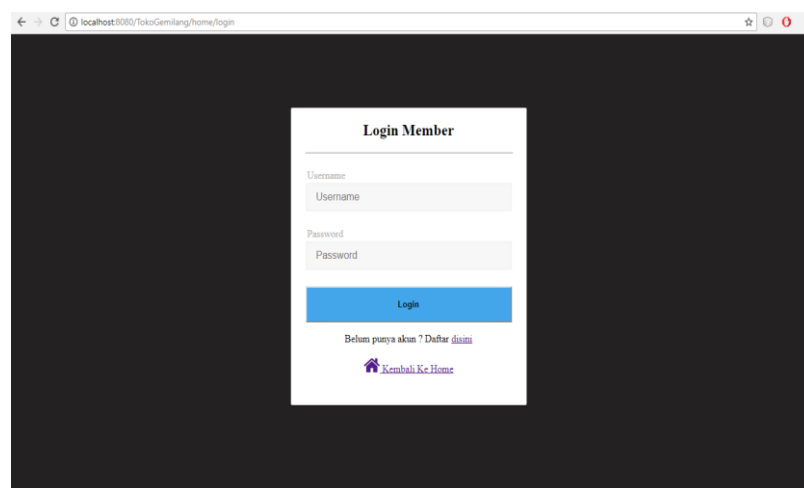 localhost:8080/TokoGemilang/home/login
Login Member
Username
Username
Password
Password
Login
Belum punya akun ? Daftar disini
Kembali Ke Home